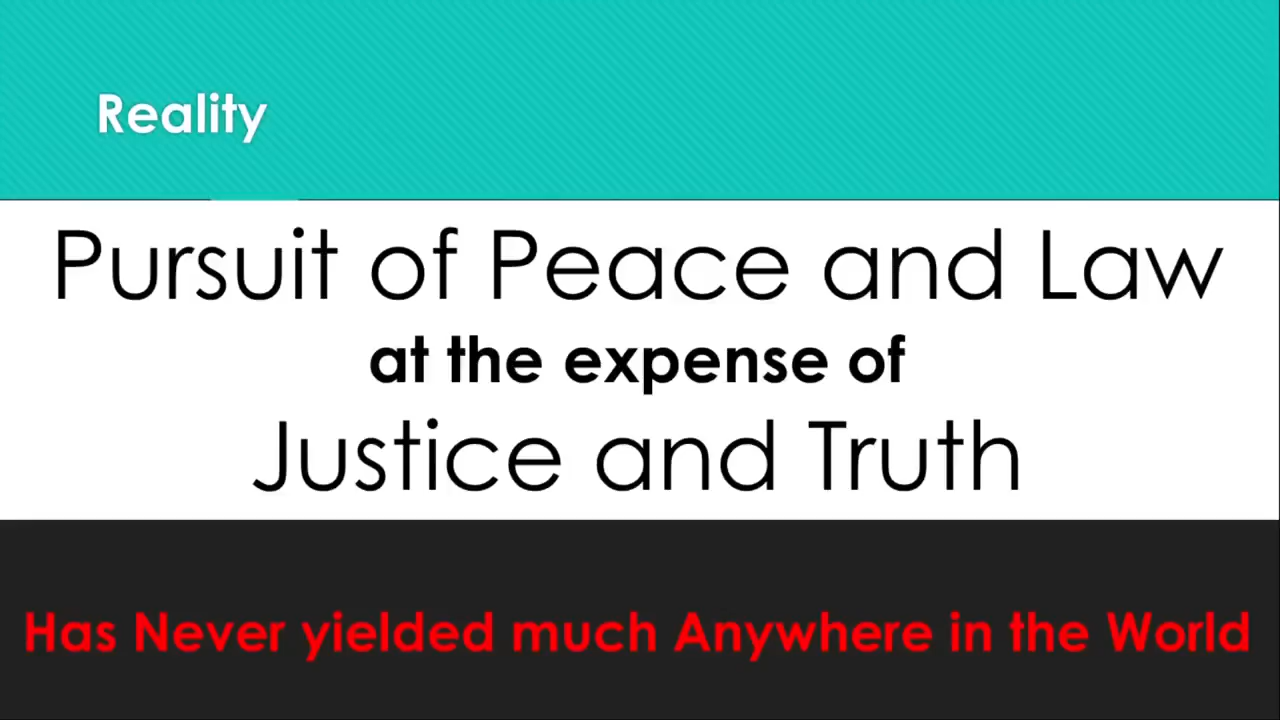 Reality
Pursuit of Peace and Law
at the expense of
Justice and Truth
Has Never yielded much Anywhere in the World